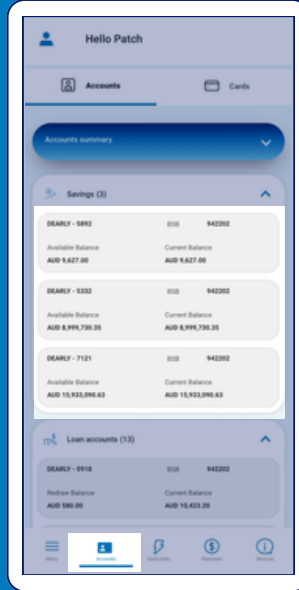 Hello Patch
Accounts
Cards
Accounts summary
Savings (3)
DEARLY - 5892 BSB 942202
Available Balance Current Balance
AUD 9,627.00 AUD 9,627.00
DEARLY - 5332 BSB 942202
Available Balance Current Balance
AUD 8,999,730.35 AUD 8,999,730.35
DEARLY - 7121 BSB 942202
Available Balance Current Balance
AUD 15,933,090.63 AUD 15,933,090.63
Loan accounts (13)
DEARLY - 5918 BSB 942202
Redraw Balance Current Balance
AUD 580.00 AUD 10,423.20
Menu Accounts Quick links Payments Services